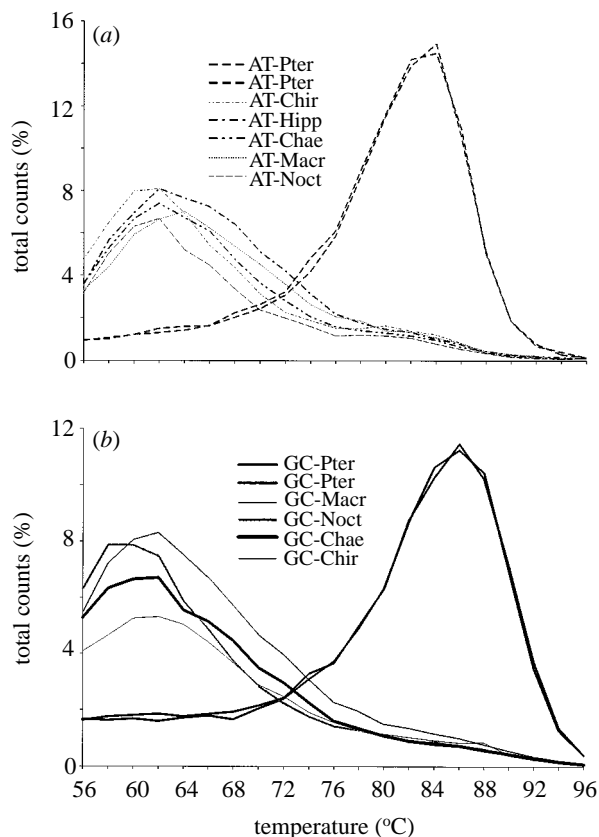 16
(a)
AT-Pter
AT-Pter
12
AT-Chir
AT-Hipp
AT-Chae
8
AT-Macr
AT-Noct
total counts (%)
4
0
12
(b)
GC-Pter
GC-Pter
GC-Macr
8
GC-Noct
GC-Chae
GC-Chir
total counts (%)
4
0
56 60 64 68 72 76 80 84 88 92 96
temperature (°C)